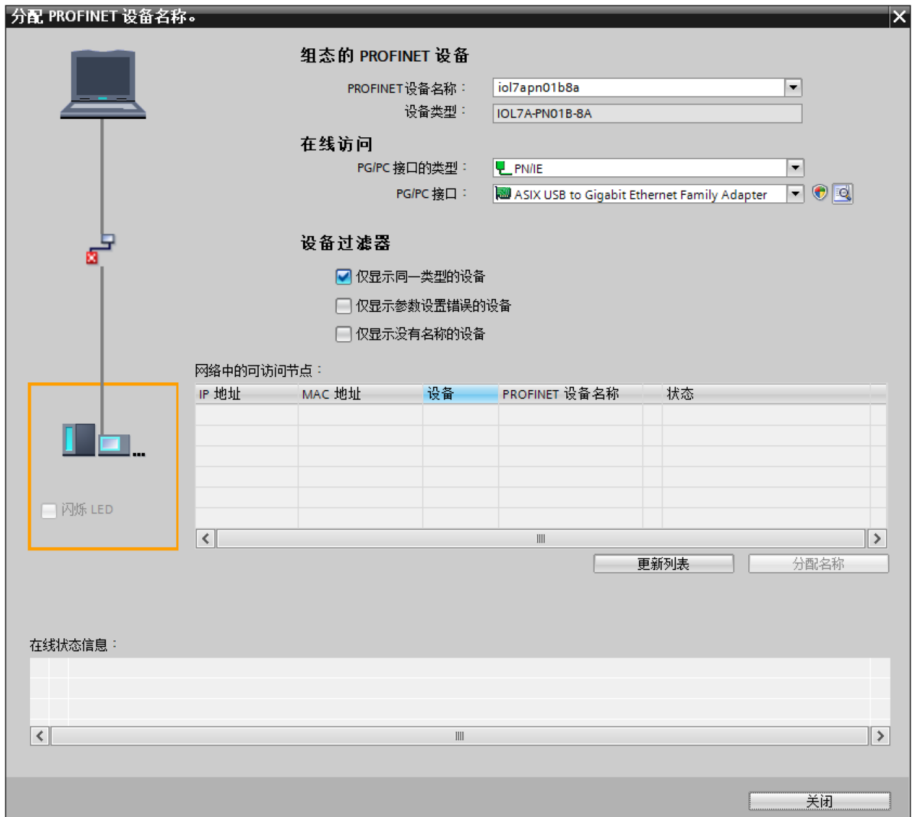 分配 PROFINET 设备名称。
组态的 PROFINET 设备
PROFINET设备名称： iol7apn01b8a
设备类型： IOL7A-PN01B-8A
在线访问
PG/PC 接口的类型： PN/IE
PG/PC 接口： ASIX USB to Gigabit Ethernet Family Adapter
设备过滤器
仅显示同一类型的设备
仅显示参数设置错误的设备
仅显示没有名称的设备
网络中的可访问节点：
IP 地址 MAC 地址 设备 PROFINET 设备名称 状态
闪烁 LED
更新列表 分配名称
在线状态信息：
关闭